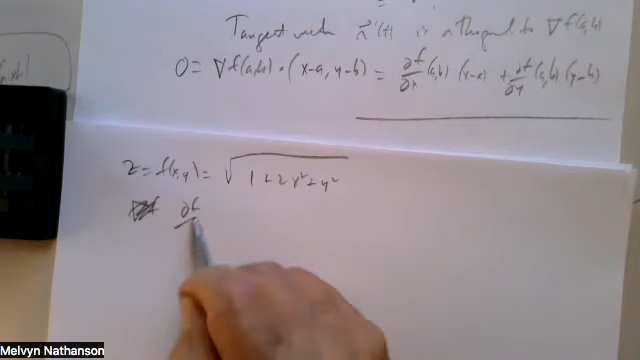 Tangent vector x'(t) is orthogonal to ∇f(a,b)
0 = ∇f(a,b) • (x-a, y-b) = ∂f/∂x (a,b) (x-a) + ∂f/∂y (a,b) (y-b)
z = f(x,y) = √(1 + 2x² + y²)
∂f
Melvyn Nathanson